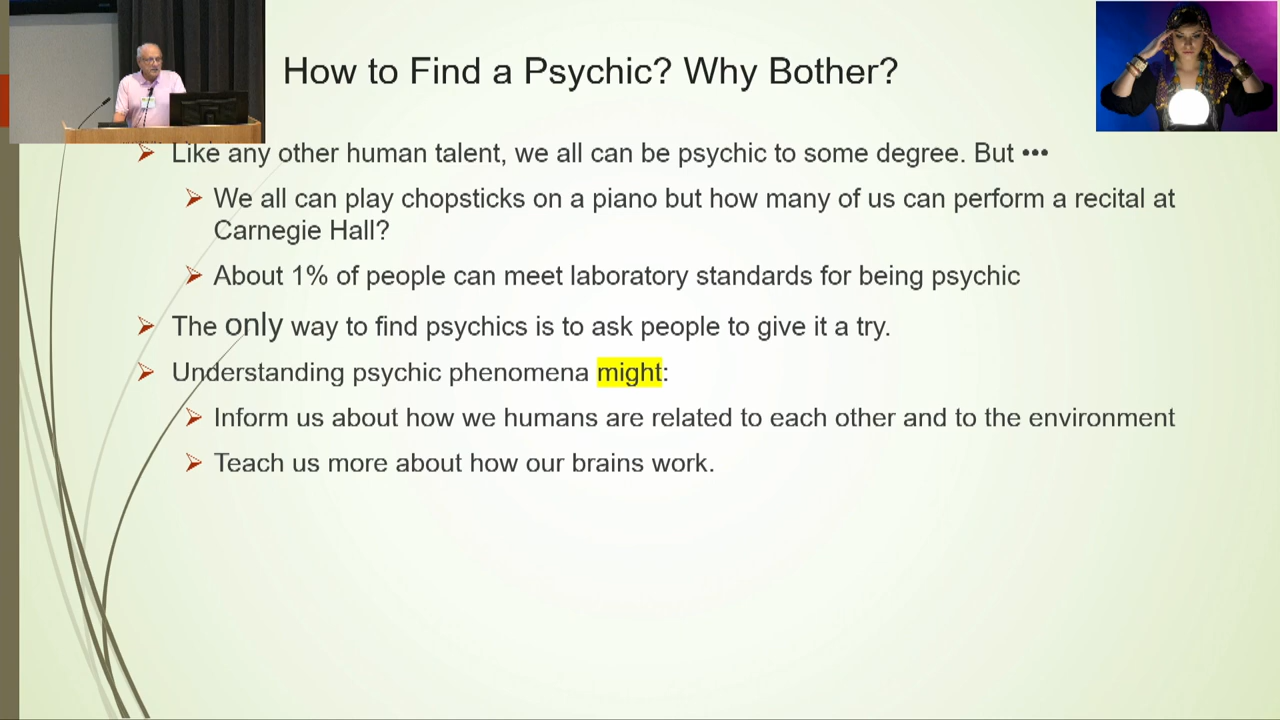 How to Find a Psychic? Why Bother?
Like any other human talent, we all can be psychic to some degree. But •••
We all can play chopsticks on a piano but how many of us can perform a recital at
Carnegie Hall?
About 1% of people can meet laboratory standards for being psychic
The only way to find psychics is to ask people to give it a try.
Understanding psychic phenomena might:
Inform us about how we humans are related to each other and to the environment
Teach us more about how our brains work.